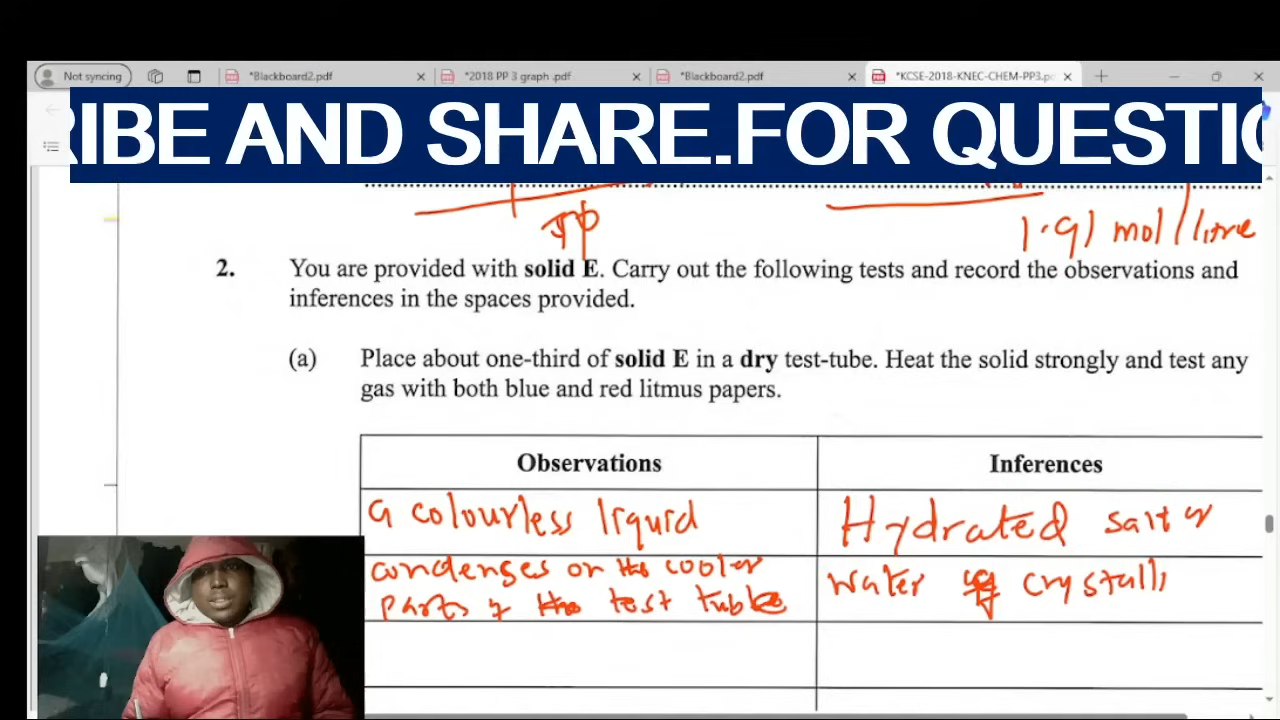 Not syncing
*Blackboard2.pdf
*2018 PP 3 graph .pdf
*Blackboard2.pdf
*KCSE-2018-KNEC-CHEM-PP3.p
RIBE AND SHARE.FOR QUESTIO
1.91 mol/litre
2. You are provided with solid E. Carry out the following tests and record the observations and
inferences in the spaces provided.
(a) Place about one-third of solid E in a dry test-tube. Heat the solid strongly and test any
gas with both blue and red litmus papers.
Observations
Inferences
A colourless liquid
condenses on the cooler
parts of the test tube
Hydrated salt or
water of crystalli